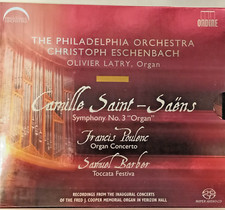 ONDINE
THE PHILADELPHIA ORCHESTRA
CHRISTOPH ESCHENBACH
OLIVIER LATRY, Organ
Camille Saint-Saëns
Symphony No. 3 "Organ"
Francis Poulenc
Organ Concerto
Samuel Barber
Toccata Festiva
RECORDINGS FROM THE INAUGURAL CONCERTS
OF THE FRED J. COOPER MEMORIAL ORGAN IN VERIZON HALL